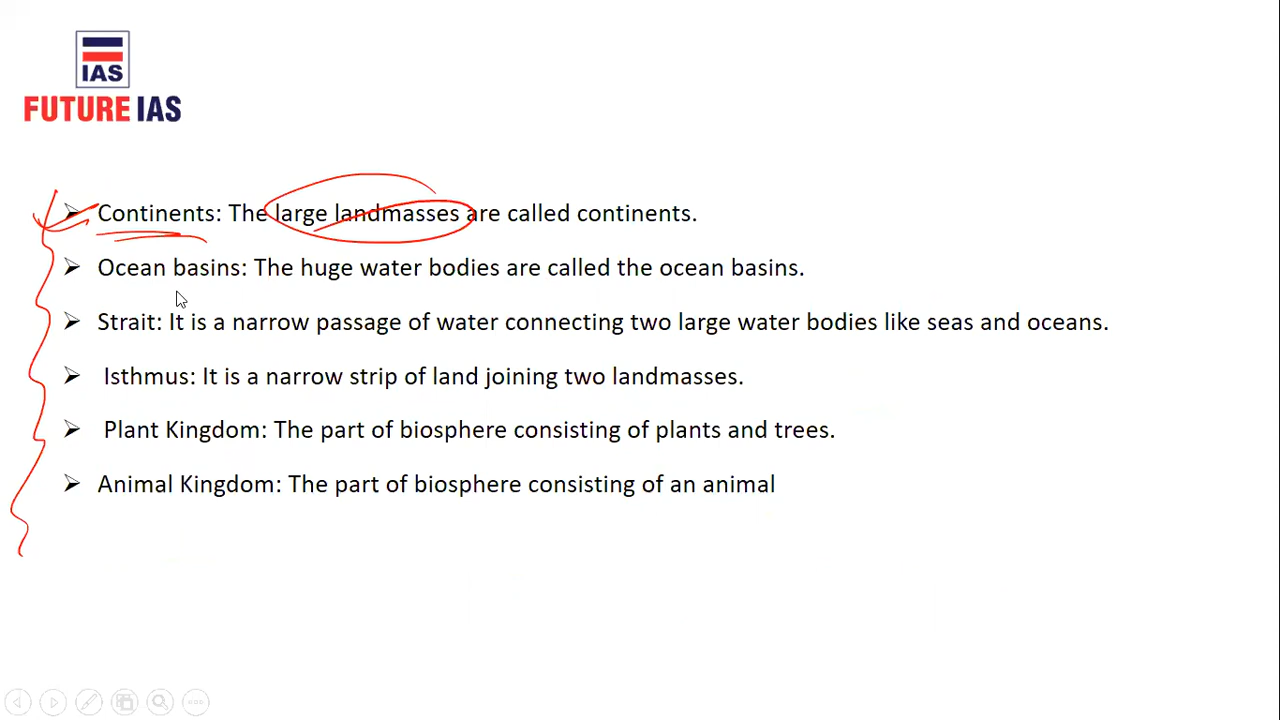 IAS
FUTURE IAS
➢ Continents: The large landmasses are called continents.
➢ Ocean basins: The huge water bodies are called the ocean basins.
➢ Strait: It is a narrow passage of water connecting two large water bodies like seas and oceans.
➢ Isthmus: It is a narrow strip of land joining two landmasses.
➢ Plant Kingdom: The part of biosphere consisting of plants and trees.
➢ Animal Kingdom: The part of biosphere consisting of an animal